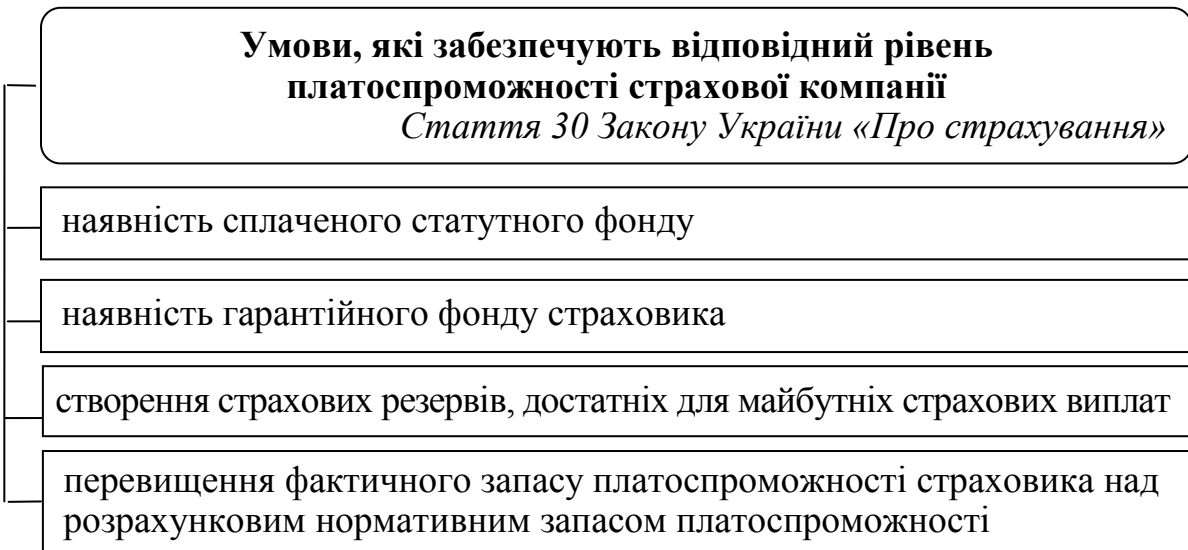 Умови, які забезпечують відповідний рівень
платоспроможності страхової компанії
Стаття 30 Закону України «Про страхування»
наявність сплаченого статутного фонду
наявність гарантійного фонду страховика
створення страхових резервів, достатніх для майбутніх страхових виплат
перевищення фактичного запасу платоспроможності страховика над
розрахунковим нормативним запасом платоспроможності